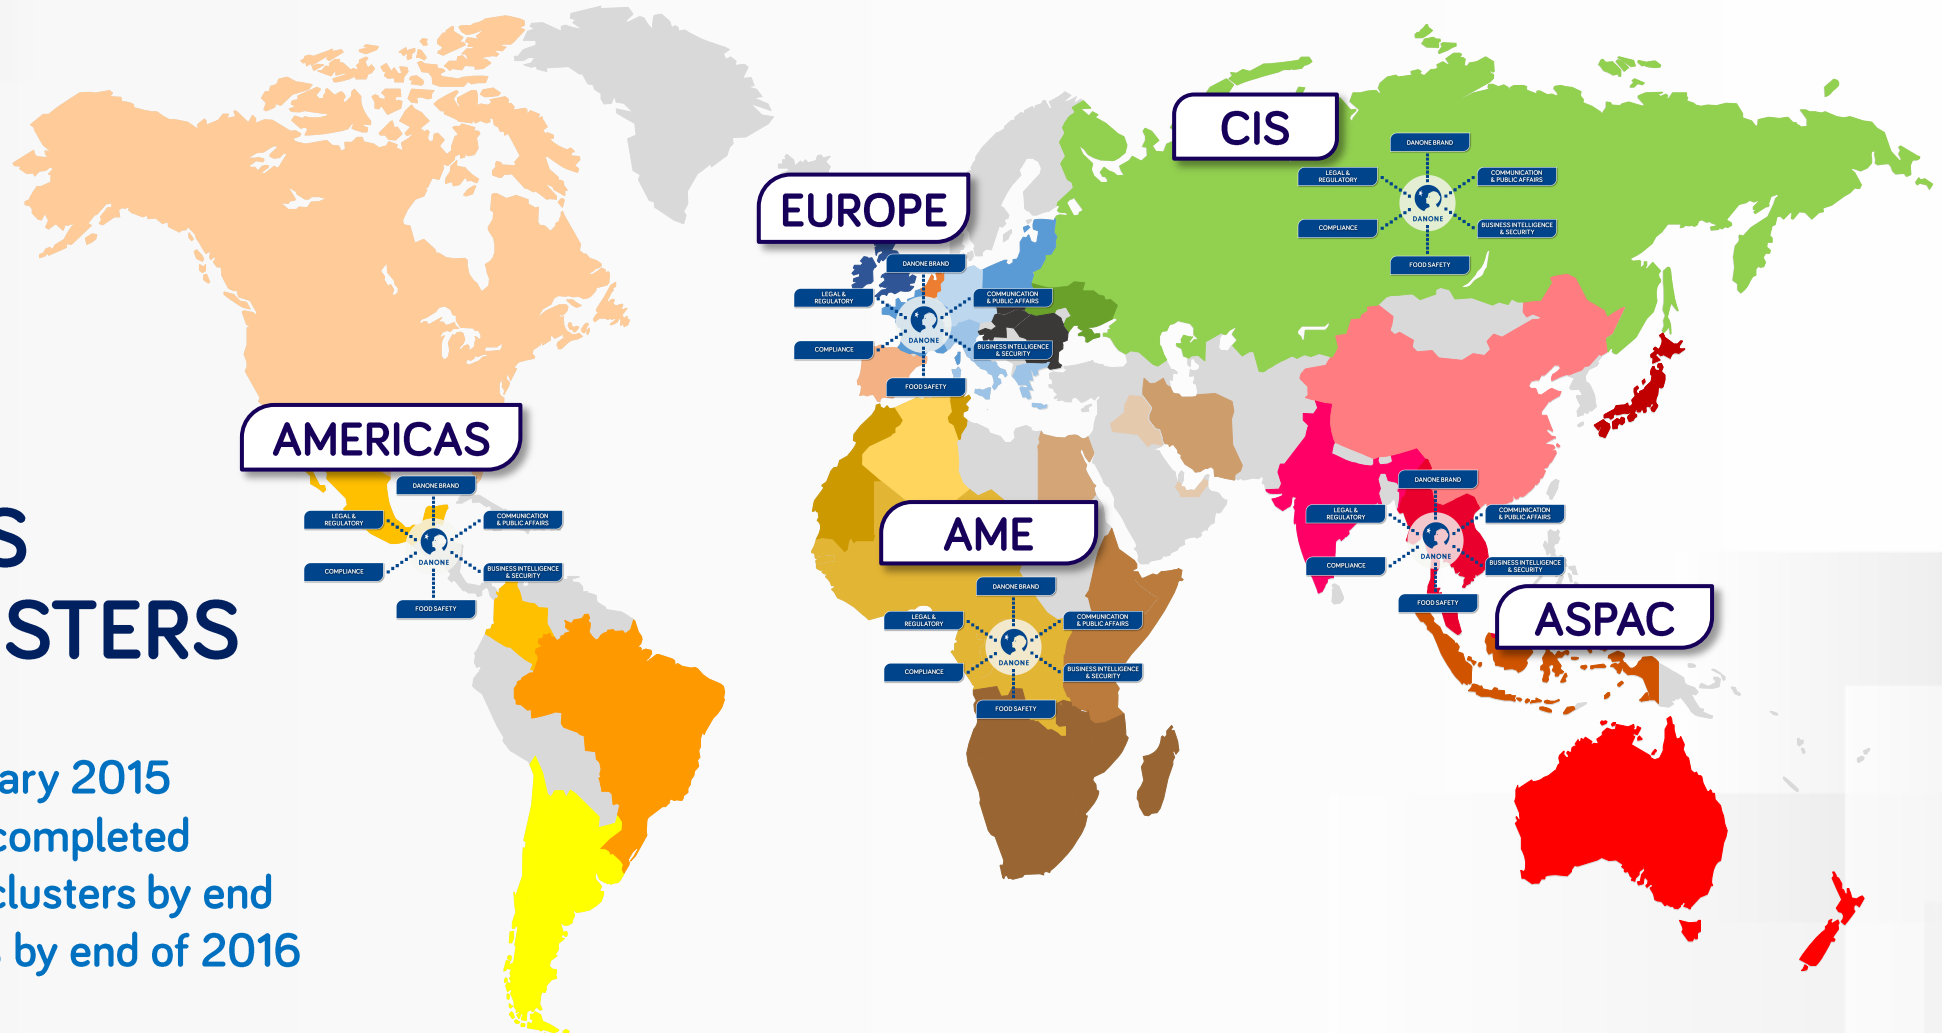 CIS
DANONE BRAND
LEGAL &
REGULATORY
COMMUNICATION
& PUBLIC AFFAIRS
DANONE
COMPLIANCE
BUSINESS INTELLIGENCE
& SECURITY
FOOD SAFETY
EUROPE
DANONE BRAND
LEGAL &
REGULATORY
COMMUNICATION
& PUBLIC AFFAIRS
DANONE
COMPLIANCE
BUSINESS INTELLIGENCE
& SECURITY
FOOD SAFETY
AMERICAS
DANONE BRAND
LEGAL &
REGULATORY
COMMUNICATION
& PUBLIC AFFAIRS
DANONE
COMPLIANCE
BUSINESS INTELLIGENCE
& SECURITY
FOOD SAFETY
AME
DANONE BRAND
LEGAL &
REGULATORY
COMMUNICATION
& PUBLIC AFFAIRS
DANONE
COMPLIANCE
BUSINESS INTELLIGENCE
& SECURITY
FOOD SAFETY
DANONE BRAND
LEGAL &
REGULATORY
COMMUNICATION
& PUBLIC AFFAIRS
DANONE
COMPLIANCE
BUSINESS INTELLIGENCE
& SECURITY
FOOD SAFETY
ASPAC
S
STERS
ary 2015
completed
clusters by end
s by end of 2016